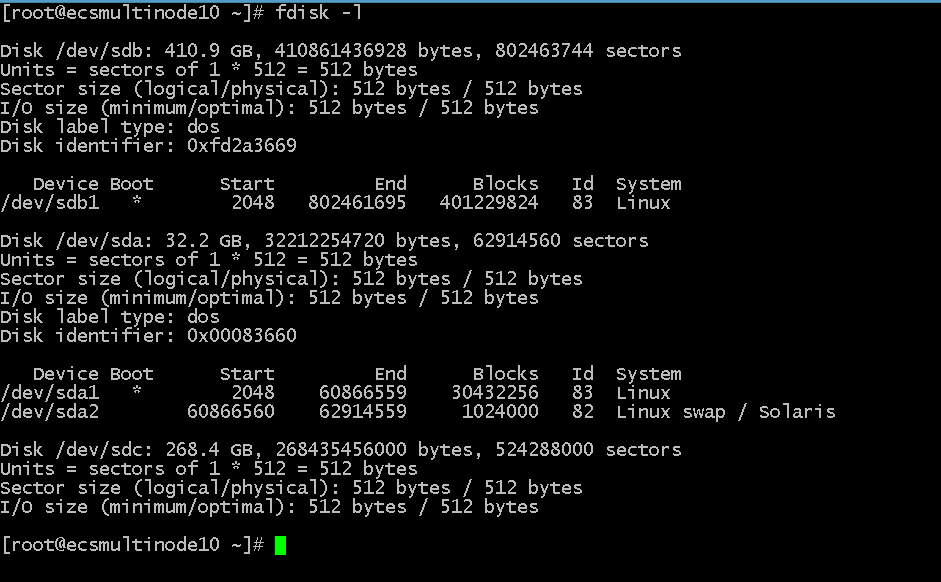 [root@ecsmultinode10 ~]# fdisk -l
Disk /dev/sdb: 410.9 GB, 410861436928 bytes, 802463744 sectors
Units = sectors of 1 * 512 = 512 bytes
Sector size (logical/physical): 512 bytes / 512 bytes
I/O size (minimum/optimal): 512 bytes / 512 bytes
Disk label type: dos
Disk identifier: 0xfd2a3669
Device Boot Start End Blocks Id System
/dev/sdb1 * 2048 802461695 401229824 83 Linux
Disk /dev/sda: 32.2 GB, 32212254720 bytes, 62914560 sectors
Units = sectors of 1 * 512 = 512 bytes
Sector size (logical/physical): 512 bytes / 512 bytes
I/O size (minimum/optimal): 512 bytes / 512 bytes
Disk label type: dos
Disk identifier: 0x00083660
Device Boot Start End Blocks Id System
/dev/sda1 * 2048 60866559 30432256 83 Linux
/dev/sda2 60866560 62914559 1024000 82 Linux swap / Solaris
Disk /dev/sdc: 268.4 GB, 268435456000 bytes, 524288000 sectors
Units = sectors of 1 * 512 = 512 bytes
Sector size (logical/physical): 512 bytes / 512 bytes
I/O size (minimum/optimal): 512 bytes / 512 bytes
[root@ecsmultinode10 ~]#